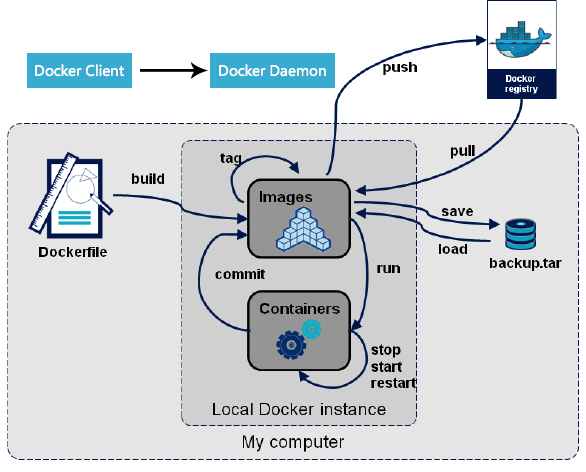 Docker Client
Docker Daemon
push
Docker
registry
tag
pull
build
Images
save
Dockerfile
load
backup.tar
commit
run
Containers
stop
start
restart
Local Docker instance
My computer